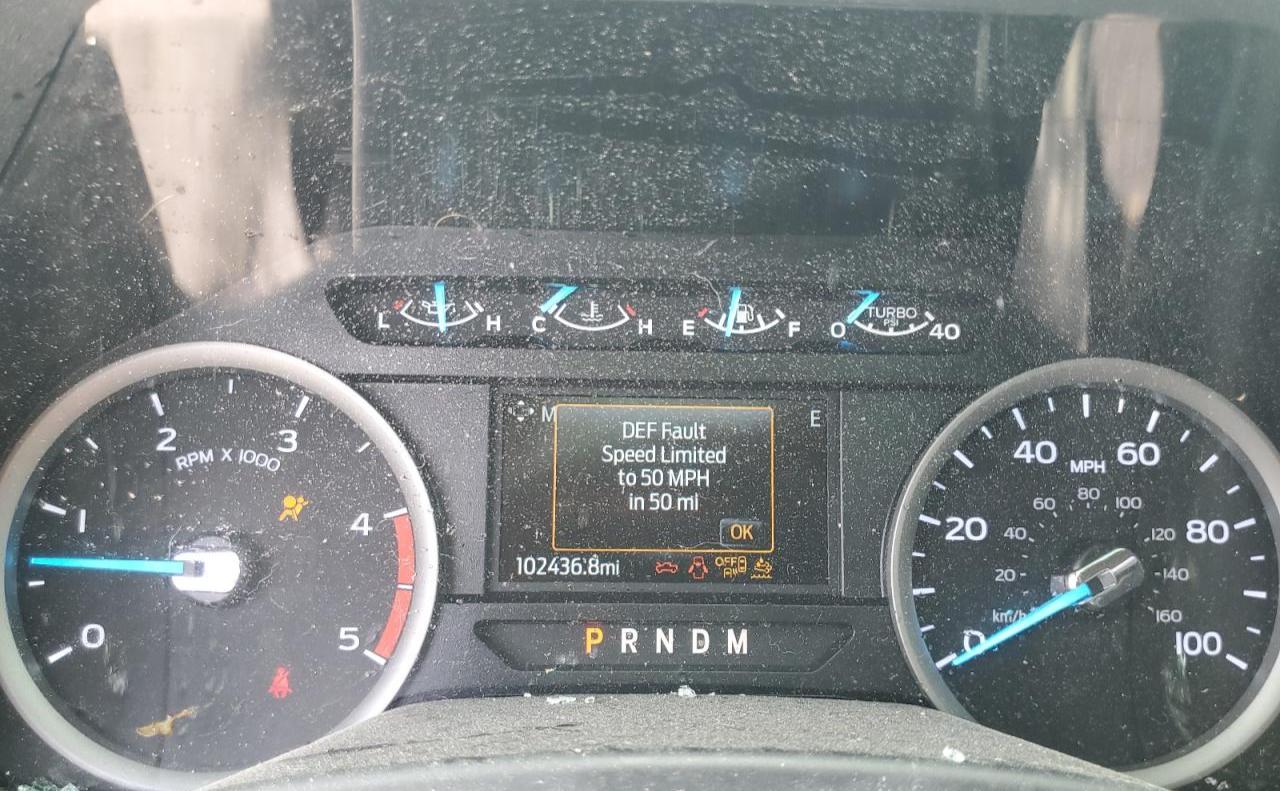 L H C H E F 0 TURBO 40
PSI
M E
DEF Fault
Speed Limited
to 50 MPH
in 50 mi
OK
102436.8mi
OFF
P R N D M
0 1 2 3 4 5
RPM X 1000
0 20 40 60 80 100
MPH
20 40 60 80 100 120 140 160
km/h